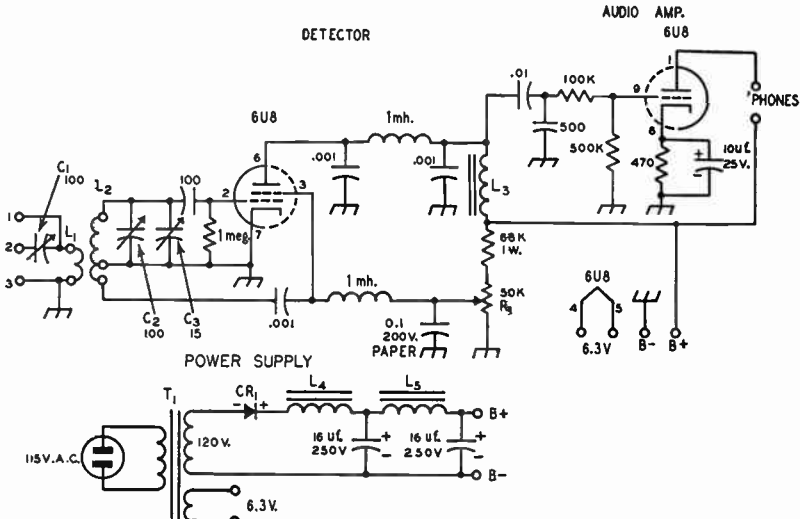 AUDIO AMP.
6U8
DETECTOR
6U8
.01
100K
1
9
8
'PHONES
1mh.
.001
.001
500
500K
470
10uf.
25V.
L3
C1
100
L2
100
6
3
2
7
1 meg.
L1
1
2
3
C2
100
C3
15
.001
1 mh.
0.1
200V.
PAPER
68K
1W.
50K
R3
6U8
4
5
6.3V
B-
B+
POWER SUPPLY
T1
CR1
- +
L4
L5
B+
115V.A.C.
120V.
16 uf.
250V
+
-
16 uf.
250V
+
-
B-
6.3V.